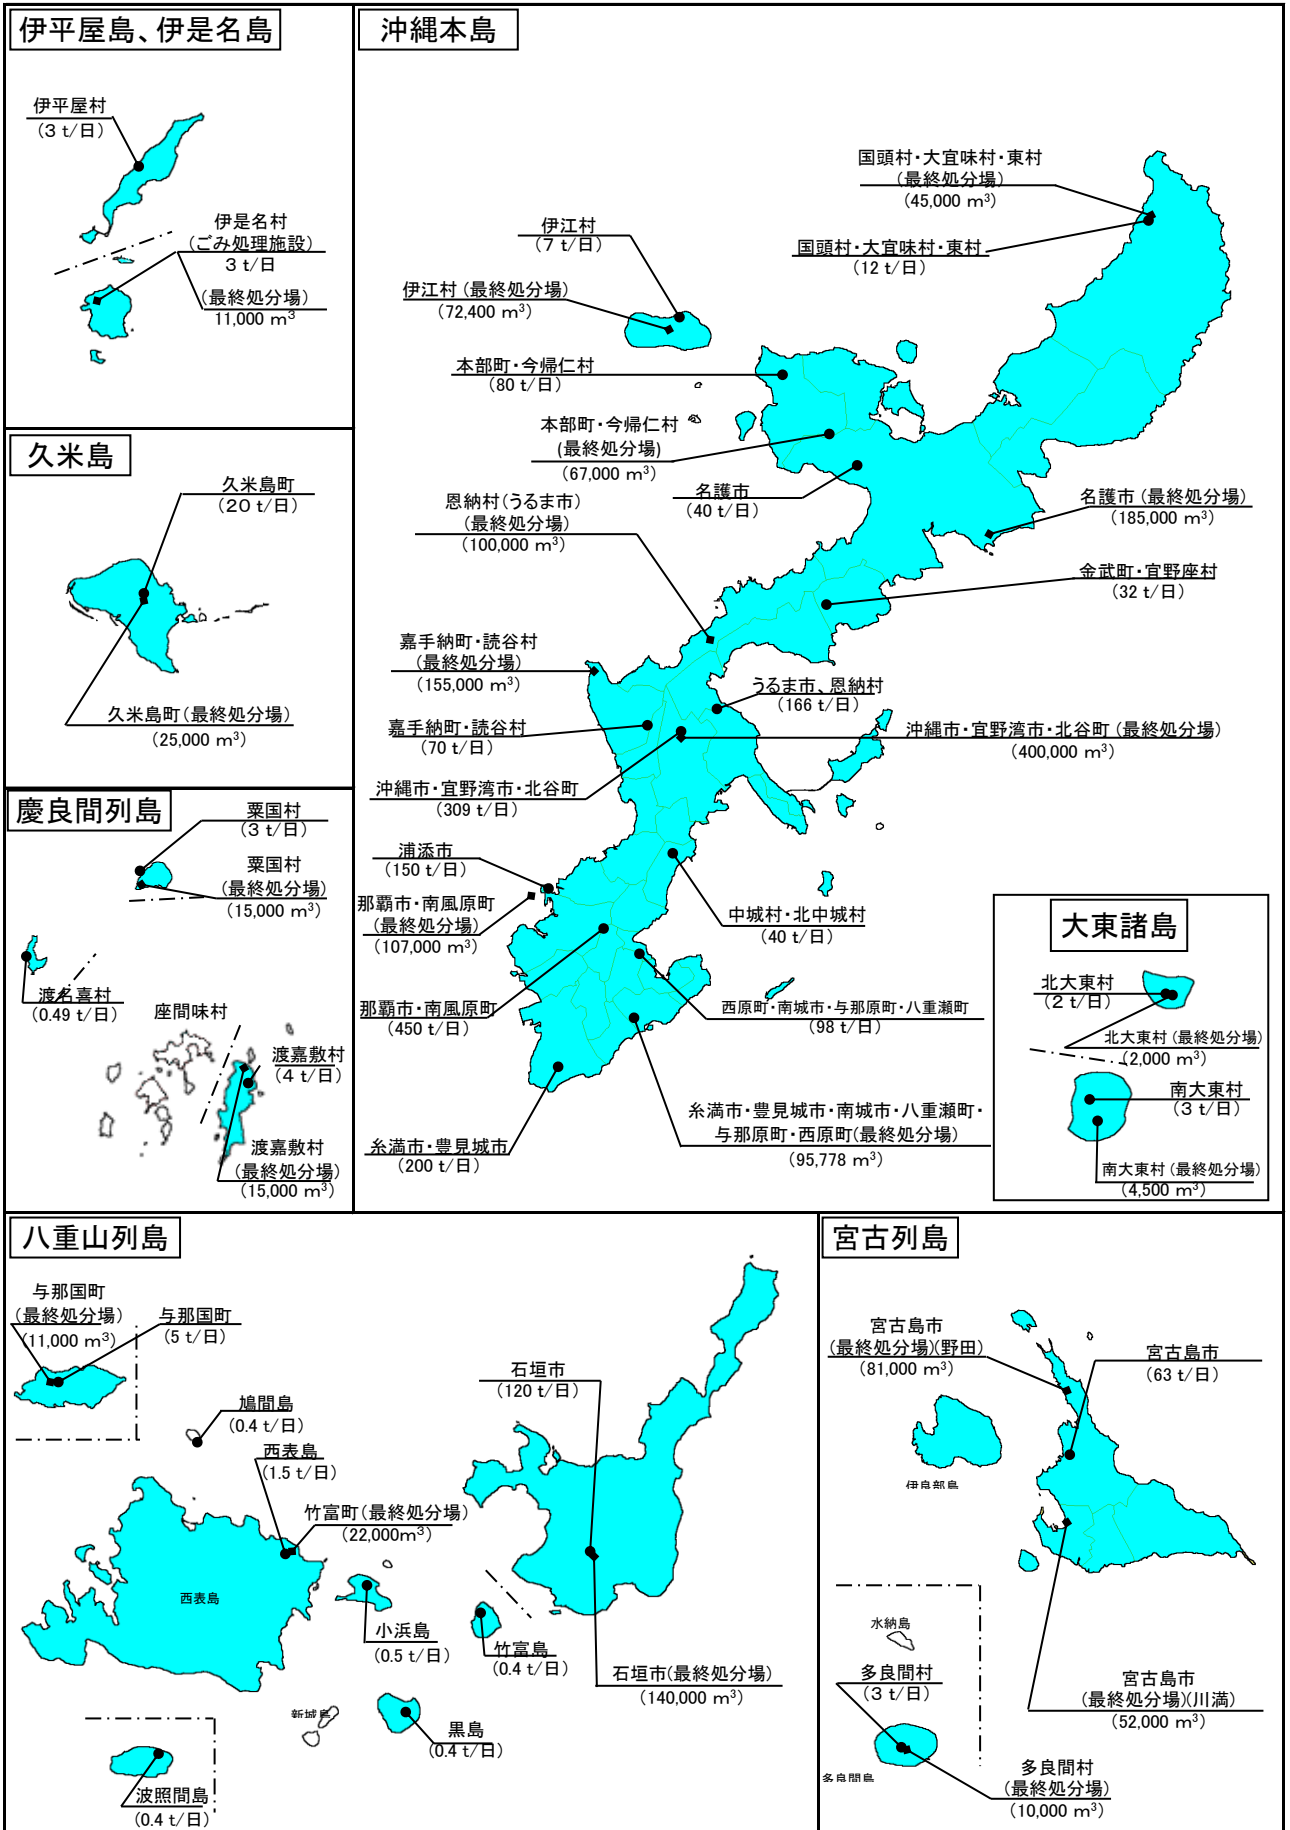 伊平屋島、伊是名島
伊平屋村
(3 t/日)
伊是名村
(ごみ処理施設)
3 t/日
(最終処分場)
11,000 m³
久米島
久米島町
(20 t/日)
久米島町(最終処分場)
(25,000 m³)
慶良間列島
粟国村
(3 t/日)
粟国村
(最終処分場)
(15,000 m³)
渡名喜村
(0.49 t/日)
座間味村
渡嘉敷村
(4 t/日)
渡嘉敷村
(最終処分場)
(15,000 m³)
沖縄本島
国頭村・大宜味村・東村
(最終処分場)
(45,000 m³)
国頭村・大宜味村・東村
(12 t/日)
伊江村
(7 t/日)
伊江村(最終処分場)
(72,400 m³)
本部町・今帰仁村
(80 t/日)
本部町・今帰仁村
(最終処分場)
(67,000 m³)
名護市
(40 t/日)
名護市(最終処分場)
(185,000 m³)
恩納村(うるま市)
(最終処分場)
(100,000 m³)
金武町・宜野座村
(32 t/日)
嘉手納町・読谷村
(最終処分場)
(155,000 m³)
うるま市、恩納村
(166 t/日)
嘉手納町・読谷村
(70 t/日)
沖縄市・宜野湾市・北谷町(最終処分場)
(400,000 m³)
沖縄市・宜野湾市・北谷町
(309 t/日)
浦添市
(150 t/日)
那覇市・南風原町
(最終処分場)
(107,000 m³)
中城村・北中城村
(40 t/日)
那覇市・南風原町
(450 t/日)
西原町・南城市・与那原町・八重瀬町
(98 t/日)
糸満市・豊見城市・南城市・八重瀬町・
与那原町・西原町(最終処分場)
(95,778 m³)
糸満市・豊見城市
(200 t/日)
大東諸島
北大東村
(2 t/日)
北大東村(最終処分場)
(2,000 m³)
南大東村
(3 t/日)
南大東村(最終処分場)
(4,500 m³)
八重山列島
与那国町
(最終処分場)
(11,000 m³)
与那国町
(5 t/日)
鳩間島
(0.4 t/日)
西表島
(1.5 t/日)
竹富町(最終処分場)
(22,000m³)
西表島
石垣市
(120 t/日)
小浜島
(0.5 t/日)
竹富島
(0.4 t/日)
石垣市(最終処分場)
(140,000 m³)
新城島
黒島
(0.4 t/日)
波照間島
(0.4 t/日)
宮古列島
宮古島市
(最終処分場)(野田)
(81,000 m³)
宮古島市
(63 t/日)
伊良部島
水納島
多良間村
(3 t/日)
多良間島
宮古島市
(最終処分場)(川満)
(52,000 m³)
多良間村
(最終処分場)
(10,000 m³)